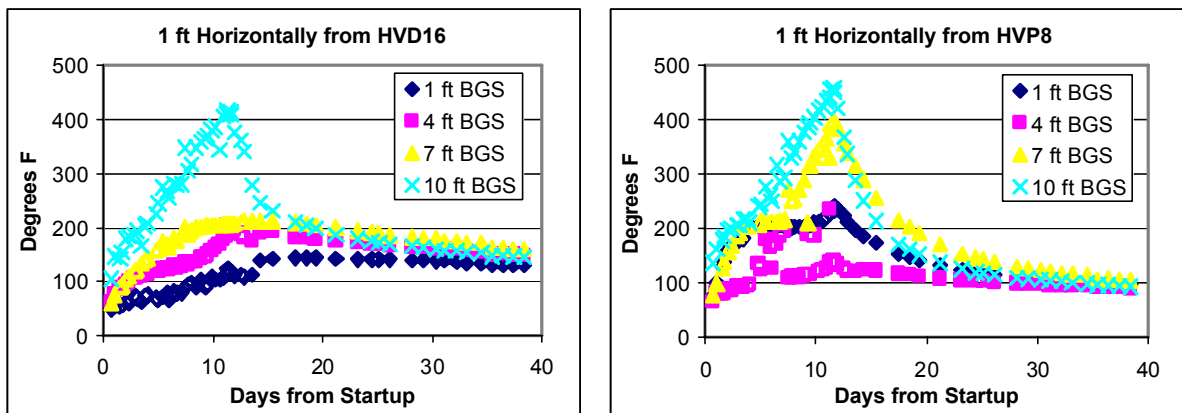 1 ft Horizontally from HVD16
500
400
300
200
100
0
Degrees F
1 ft BGS
4 ft BGS
7 ft BGS
10 ft BGS
0 10 20 30 40
Days from Startup
1 ft Horizontally from HVP8
500
400
300
200
100
0
Degrees F
1 ft BGS
4 ft BGS
7 ft BGS
10 ft BGS
0 10 20 30 40
Days from Startup